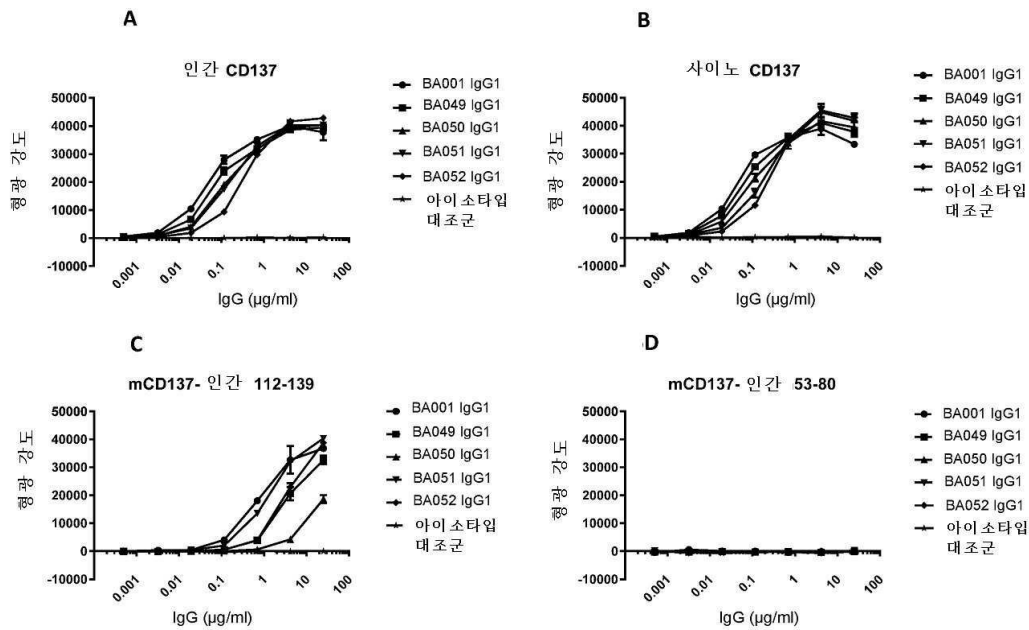 A
인간 CD137
형광 강도
50000
40000
30000
20000
10000
0
-10000
0.001
0.01
0.1
1
10
100
IgG (µg/ml)
BA001 IgG1
BA049 IgG1
BA050 IgG1
BA051 IgG1
BA052 IgG1
아이소타입
대조군
B
사이노 CD137
형광 강도
50000
40000
30000
20000
10000
0
-10000
0.001
0.01
0.1
1
10
100
IgG (µg/ml)
BA001 IgG1
BA049 IgG1
BA050 IgG1
BA051 IgG1
BA052 IgG1
아이소타입
대조군
C
mCD137- 인간 112-139
형광 강도
50000
40000
30000
20000
10000
0
-10000
0.001
0.01
0.1
1
10
100
IgG (µg/ml)
BA001 IgG1
BA049 IgG1
BA050 IgG1
BA051 IgG1
BA052 IgG1
아이소타입
대조군
D
mCD137- 인간 53-80
형광 강도
50000
40000
30000
20000
10000
0
-10000
0.001
0.01
0.1
1
10
100
IgG (µg/ml)
BA001 IgG1
BA049 IgG1
BA050 IgG1
BA051 IgG1
BA052 IgG1
아이소타입
대조군